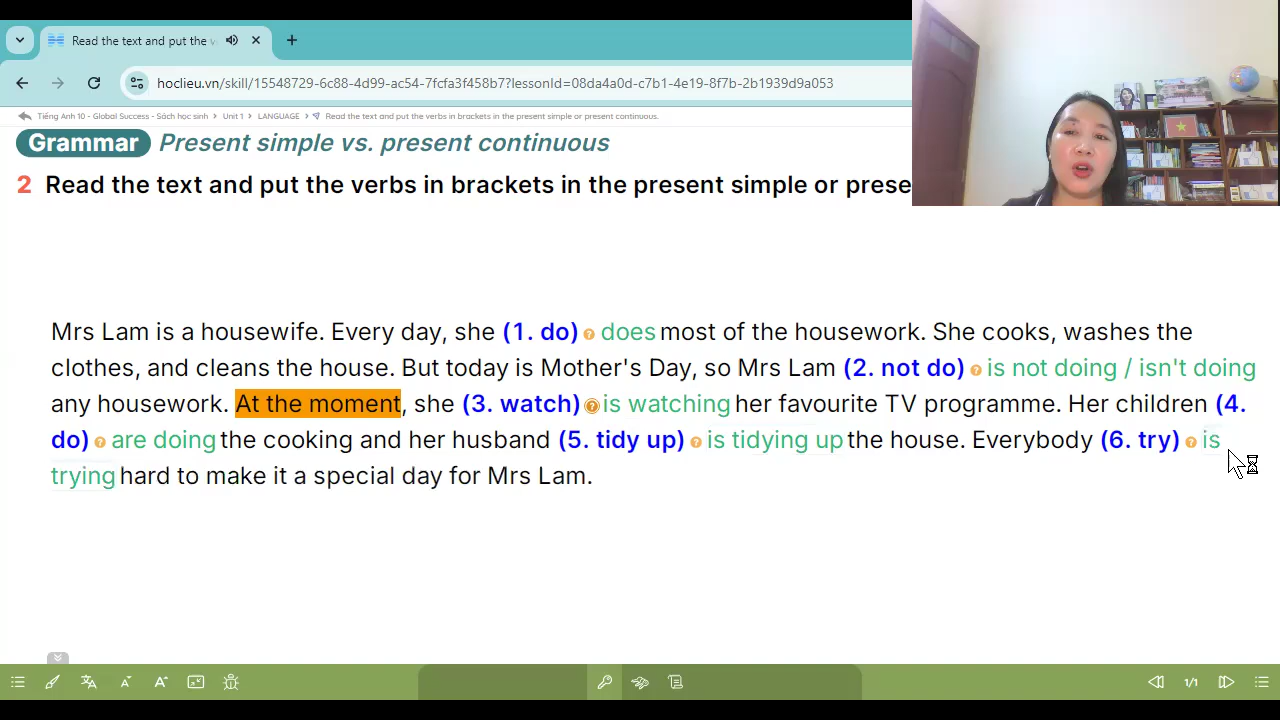 Read the text and put the v
hoclieu.vn/skill/15548729-6c88-4d99-ac54-7fcfa3f458b7?lessonId=08da4a0d-c7b1-4e19-8f7b-2b1939d9a053
Tiếng Anh 10 - Global Success - Sách học sinh > Unit 1 > LANGUAGE > Read the text and put the verbs in brackets in the present simple or present continuous.
Grammar Present simple vs. present continuous
2 Read the text and put the verbs in brackets in the present simple or prese
Mrs Lam is a housewife. Every day, she (1. do) ? does most of the housework. She cooks, washes the
clothes, and cleans the house. But today is Mother's Day, so Mrs Lam (2. not do) ? is not doing / isn't doing
any housework. At the moment, she (3. watch) ? is watching her favourite TV programme. Her children (4.
do) ? are doing the cooking and her husband (5. tidy up) ? is tidying up the house. Everybody (6. try) ? is
trying hard to make it a special day for Mrs Lam.
1/1